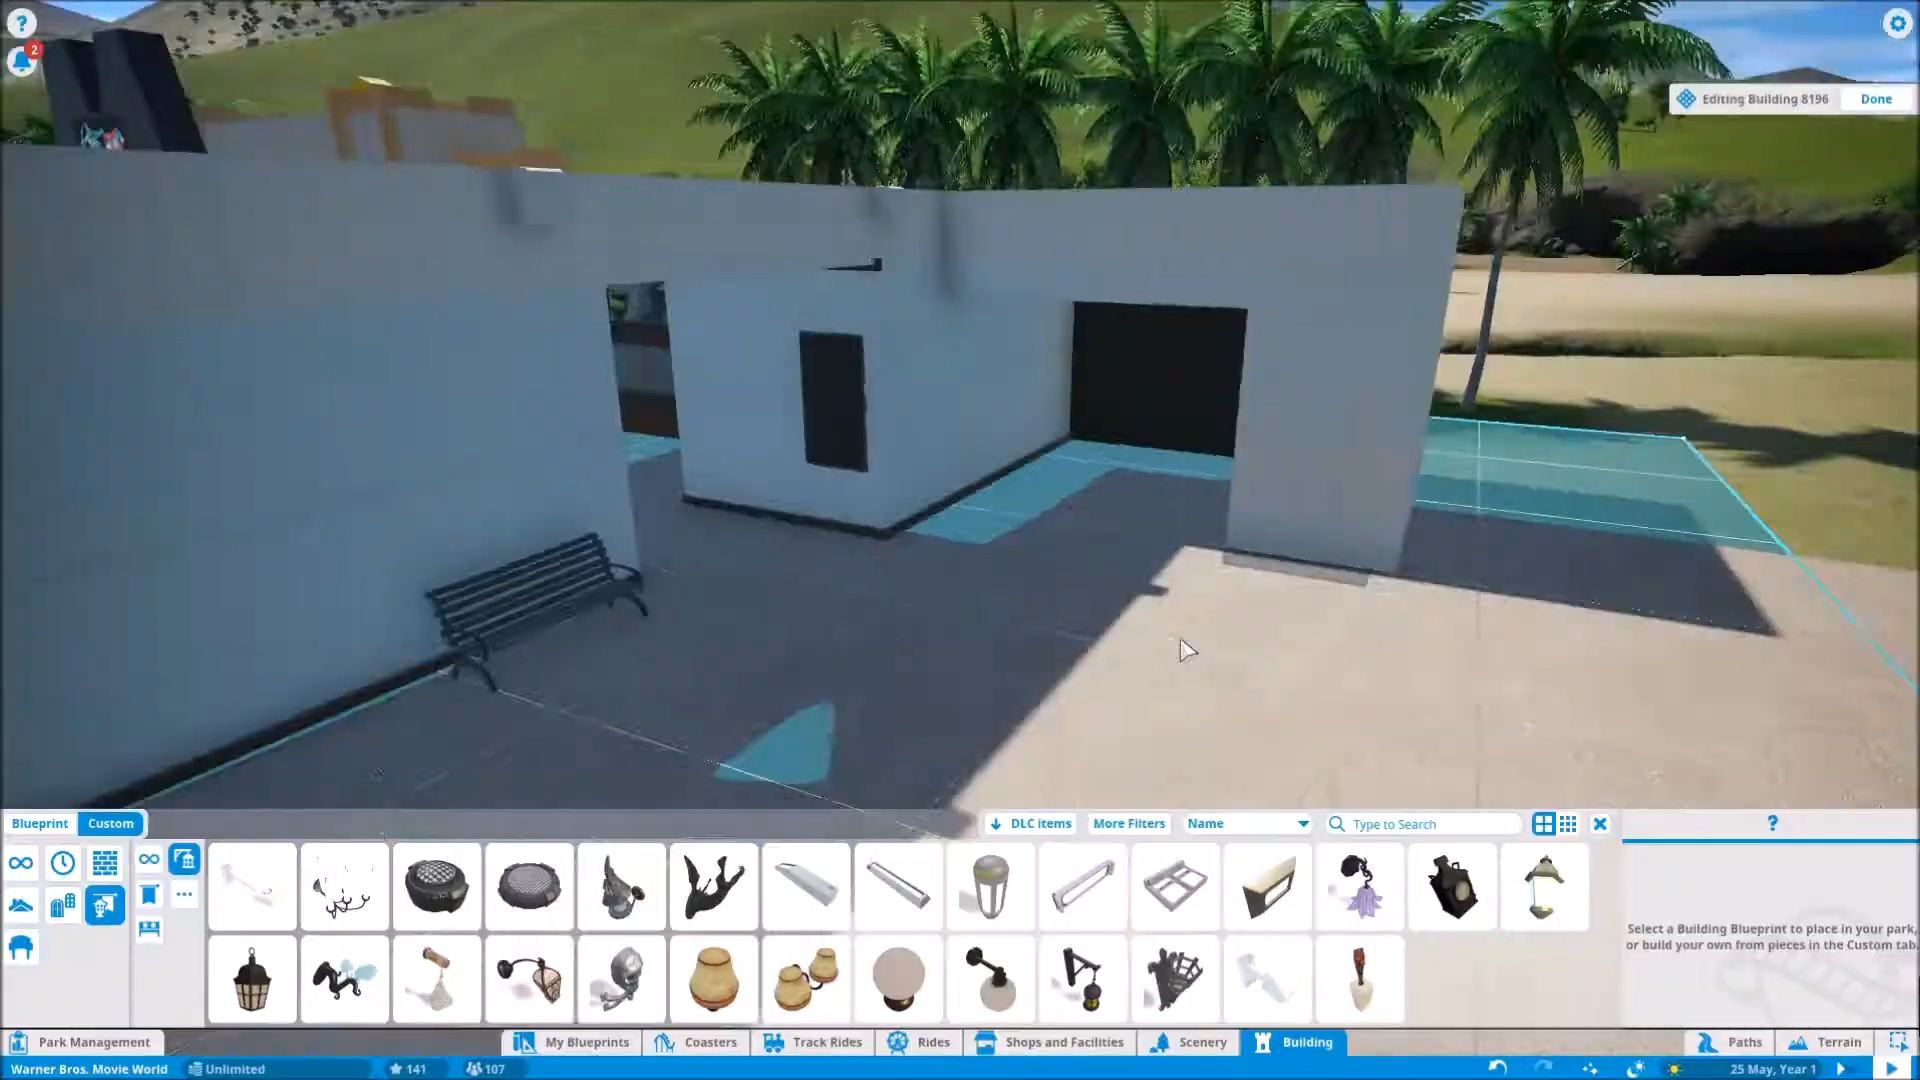 ?
2
Editing Building 8196
Done
Blueprint
Custom
DLC items
More Filters
Name
Type to Search
?
Select a Building Blueprint to place in your park,
or build your own from pieces in the Custom tab.
Park Management
My Blueprints
Coasters
Track Rides
Rides
Shops and Facilities
Scenery
Building
Paths
Terrain
Warner Bros. Movie World
Unlimited
141
107
25 May, Year 1